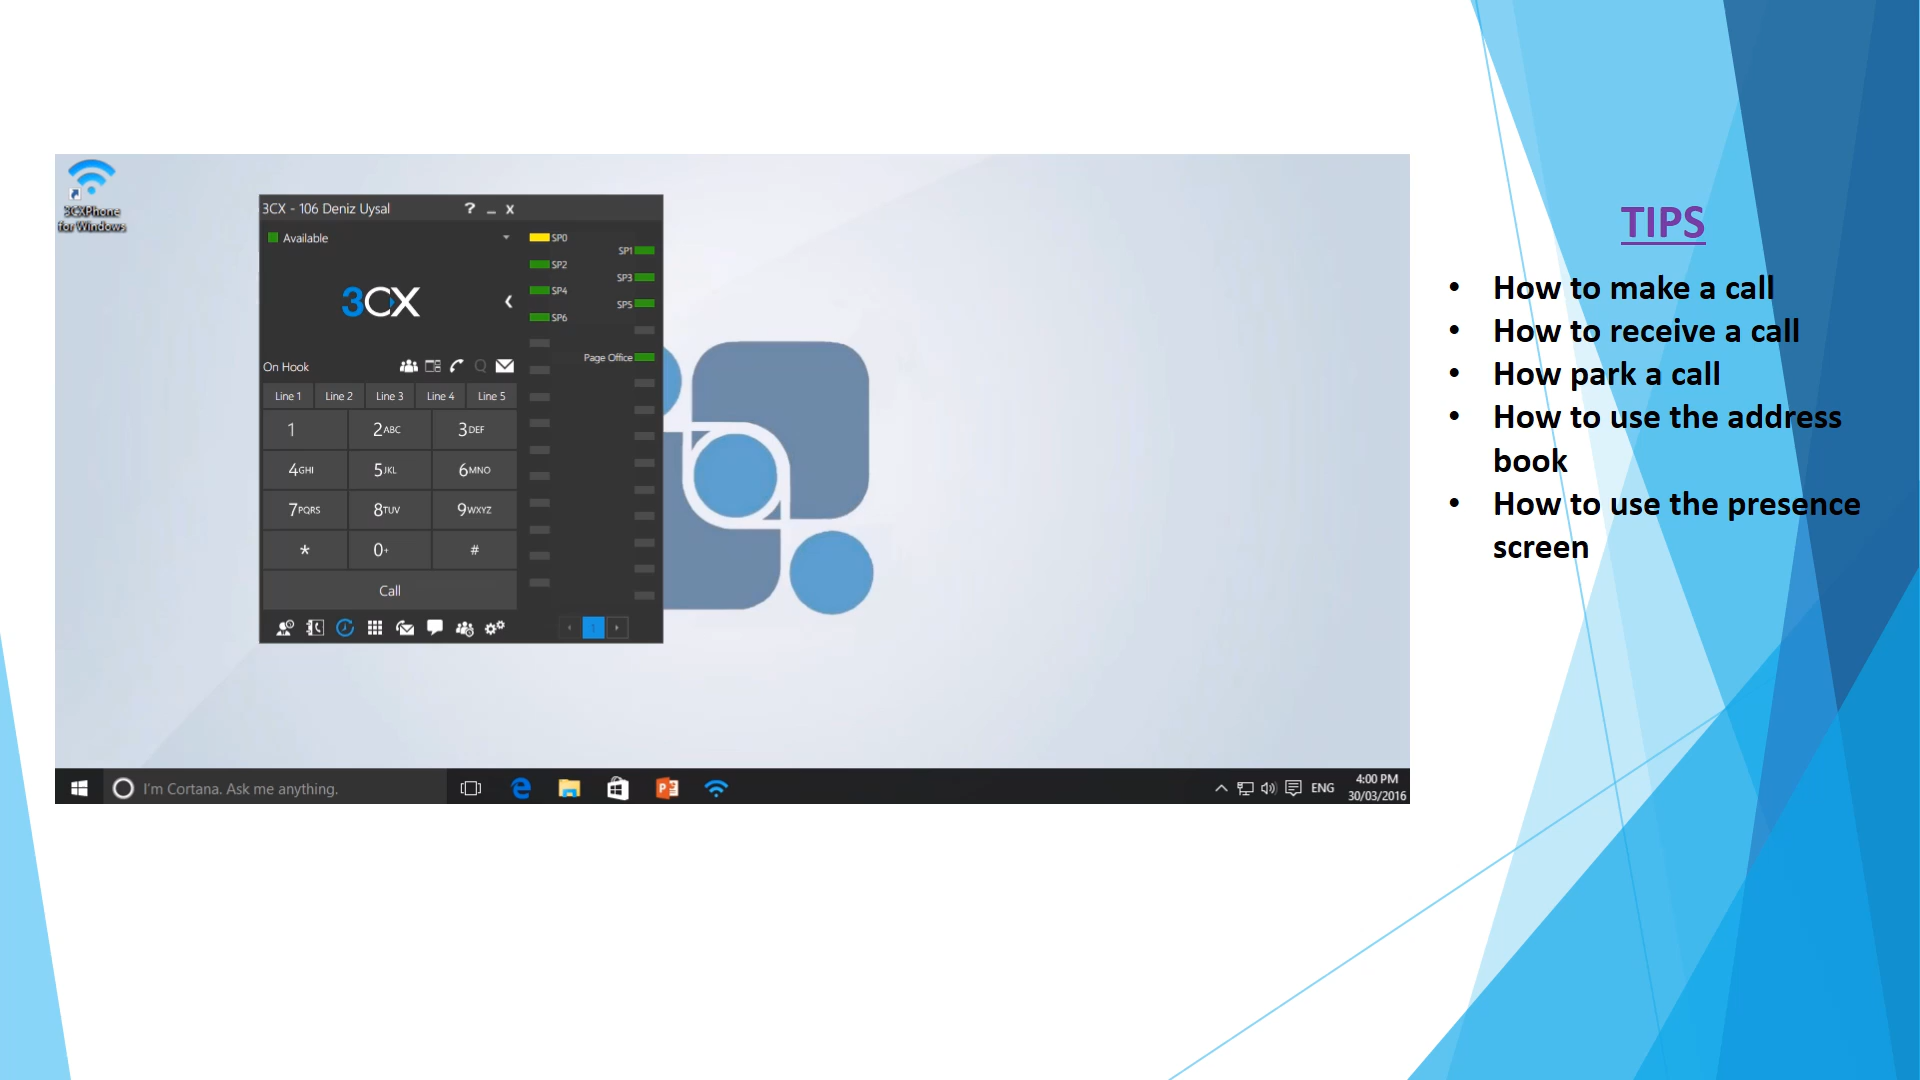 3CXPhone
for Windows
3CX - 106 Deniz Uysal ? _ x
Available
3CX
On Hook
Line 1 Line 2 Line 3 Line 4 Line 5
1 2ABC 3DEF
4GHI 5JKL 6MNO
7PQRS 8TUV 9WXYZ
* 0+ #
Call
SP0
SP1
SP2
SP3
SP4
SP5
SP6
Page Office
1
I'm Cortana. Ask me anything.
ENG
4:00 PM
30/03/2016
TIPS
• How to make a call
• How to receive a call
• How park a call
• How to use the address
book
• How to use the presence
screen